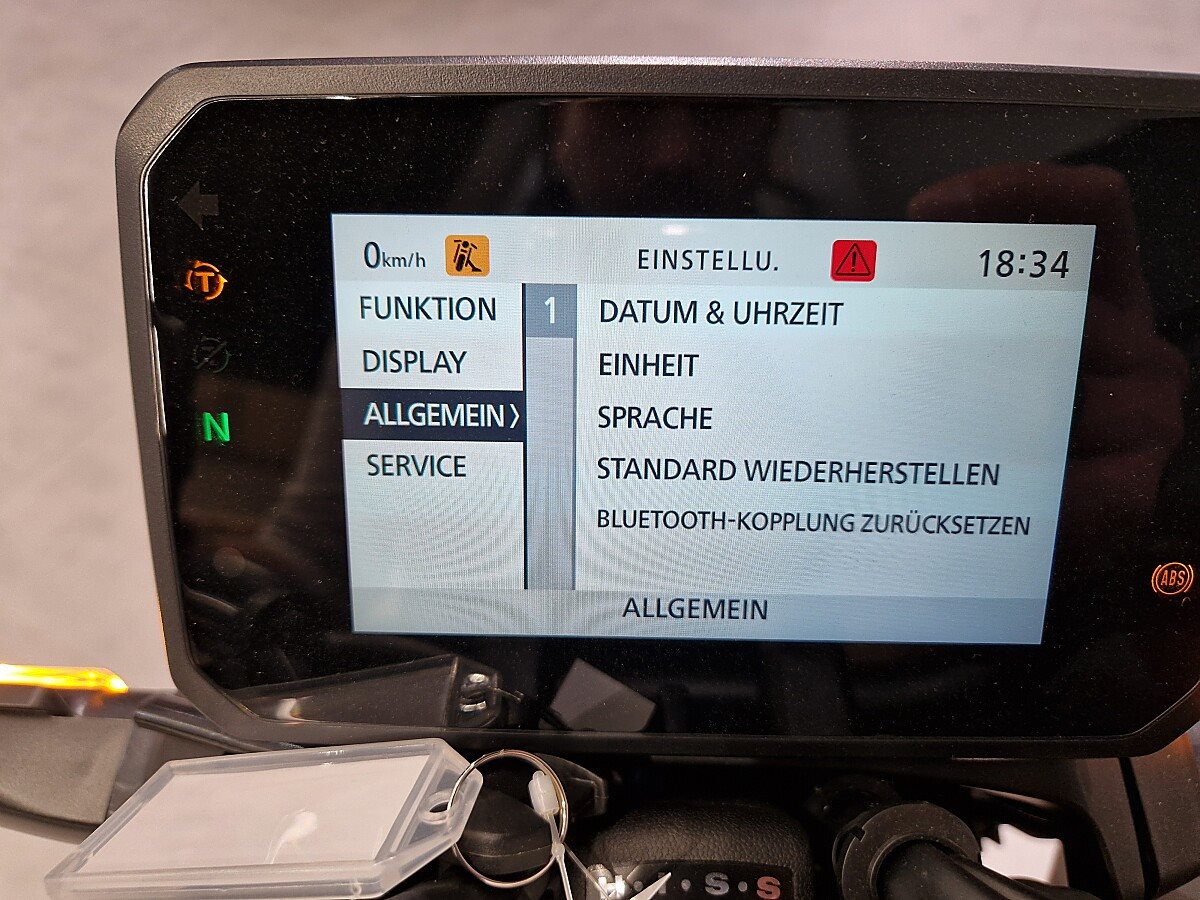 0km/h EINSTELLU. 18:34
T
FUNKTION 1 DATUM & UHRZEIT
DISPLAY EINHEIT
N ALLGEMEIN> SPRACHE
SERVICE STANDARD WIEDERHERSTELLEN
BLUETOOTH-KOPPLUNG ZURÜCKSETZEN
ABS
ALLGEMEIN
I·S·S